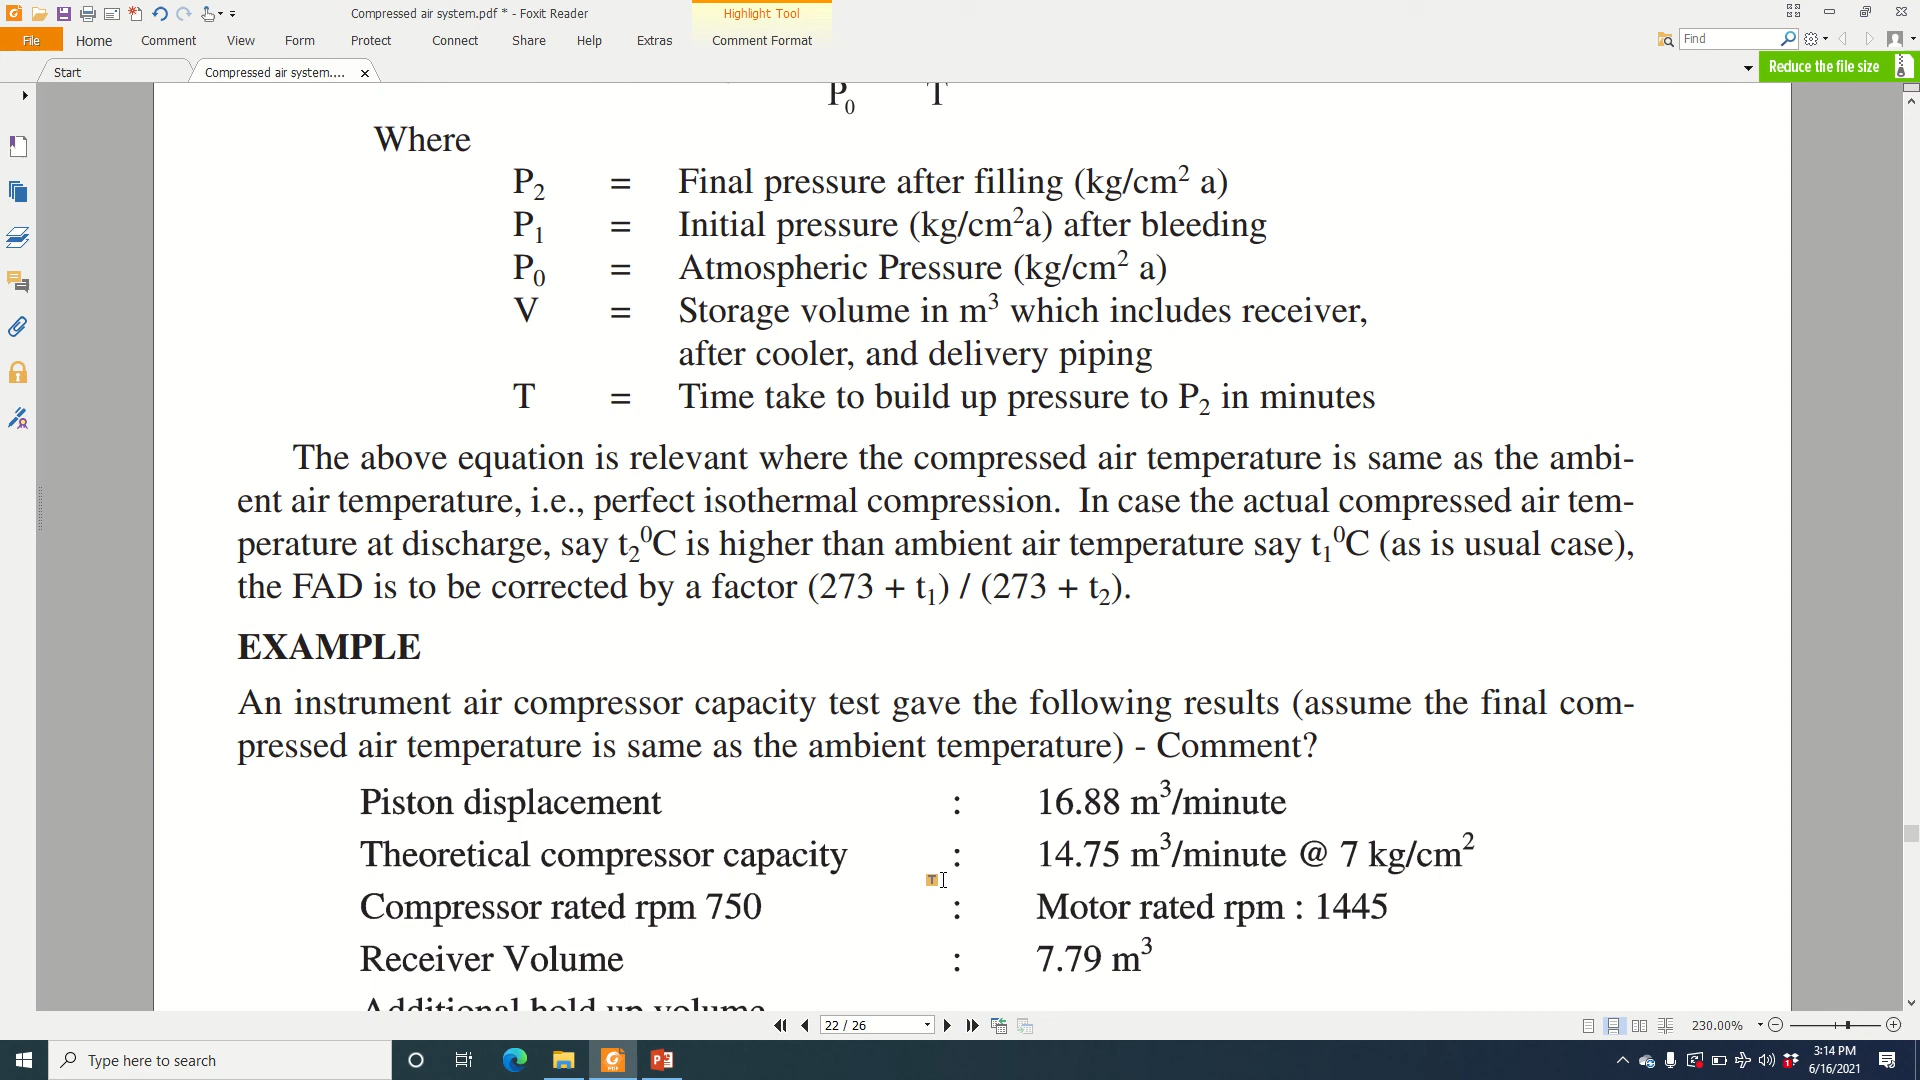 Compressed air system.pdf * - Foxit Reader
Highlight Tool
File Home Comment View Form Protect Connect Share Help Extras Comment Format
Find
Start
Compressed air system....
Reduce the file size
P0 T
Where
P2 = Final pressure after filling (kg/cm2 a)
P1 = Initial pressure (kg/cm2a) after bleeding
P0 = Atmospheric Pressure (kg/cm2 a)
V = Storage volume in m3 which includes receiver,
after cooler, and delivery piping
T = Time take to build up pressure to P2 in minutes
The above equation is relevant where the compressed air temperature is same as the ambi-
ent air temperature, i.e., perfect isothermal compression. In case the actual compressed air tem-
perature at discharge, say t2⁰C is higher than ambient air temperature say t1⁰C (as is usual case),
the FAD is to be corrected by a factor (273 + t1) / (273 + t2).
EXAMPLE
An instrument air compressor capacity test gave the following results (assume the final com-
pressed air temperature is same as the ambient temperature) - Comment?
Piston displacement : 16.88 m3/minute
Theoretical compressor capacity : 14.75 m3/minute @ 7 kg/cm2
Compressor rated rpm 750 : Motor rated rpm : 1445
Receiver Volume : 7.79 m3
Additional hold up volume
22 / 26
230.00%
Type here to search
3:14 PM
6/16/2021